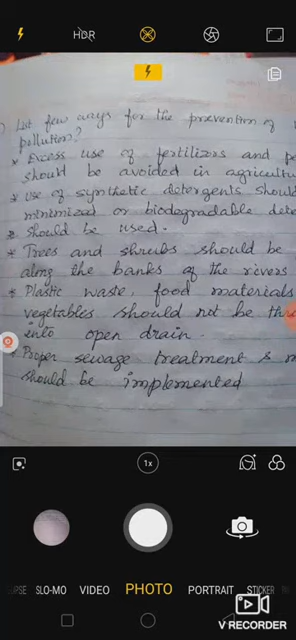 HDR
List few ways for the prevention of
pollution?
* Excess use of fertilizers and
should be avoided in
* use of synthetic detergents
minimized or biodegradable
* should be used.
* Trees and shrubs should be
along the banks of the rivers
* Plastic waste, food materials
vegetables should not be
into open drain.
* Proper sewage treatment
should be implemented
1x
SLO-MO VIDEO PHOTO PORTRAIT STICKER
V RECORDER